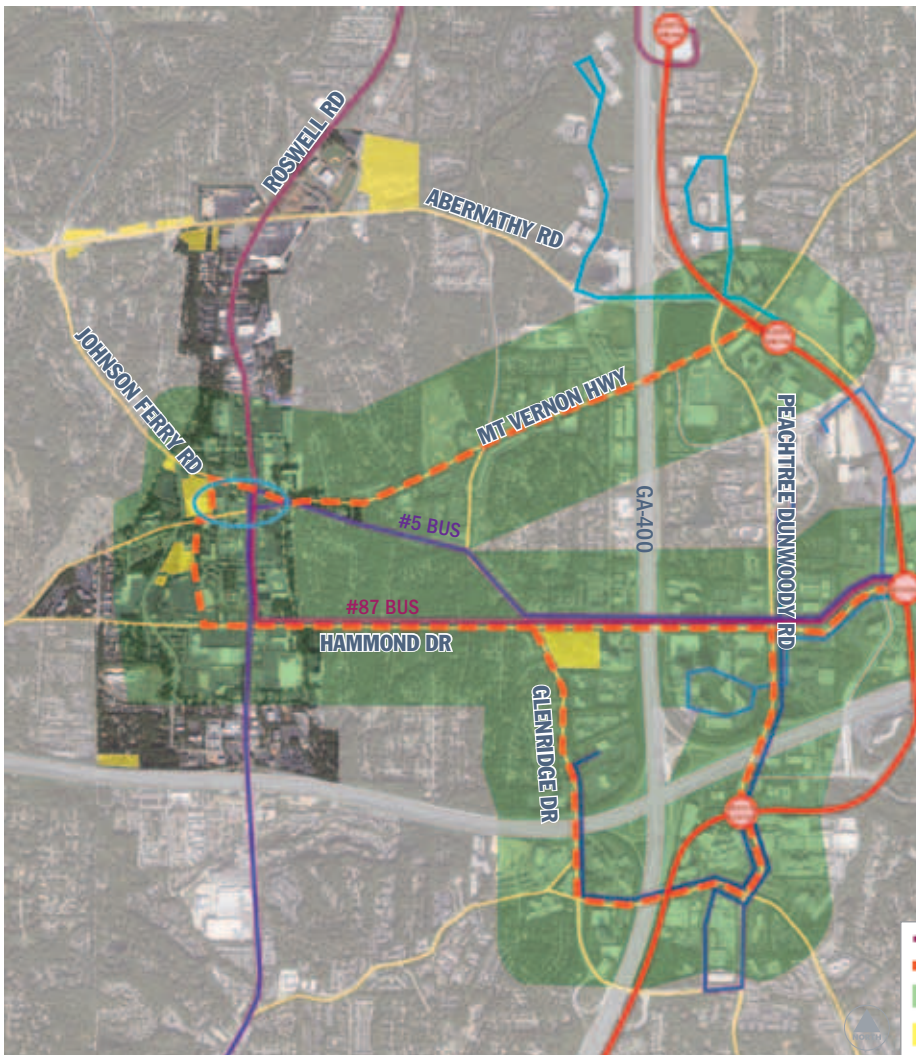 ROSWELL RD
ABERNATHY RD
JOHNSON FERRY RD
MT VERNON HWY
PEACHTREE DUNWOODY RD
GA-400
#5 BUS
#87 BUS
HAMMOND DR
GLENRIDGE DR
NORTH